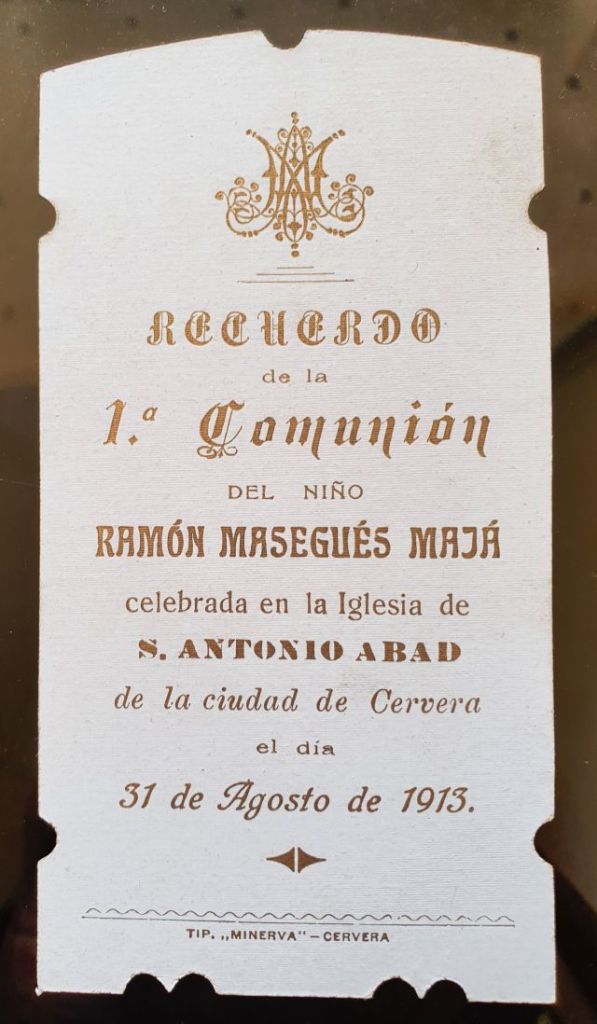 RECUERDO
de la
1.ª Comunión
DEL NIÑO
RAMÓN MASEGUÉS MAJÁ
celebrada en la Iglesia de
S. ANTONIO ABAD
de la ciudad de Cervera
el día
31 de Agosto de 1913.
TIP. „MINERVA" – CERVERA